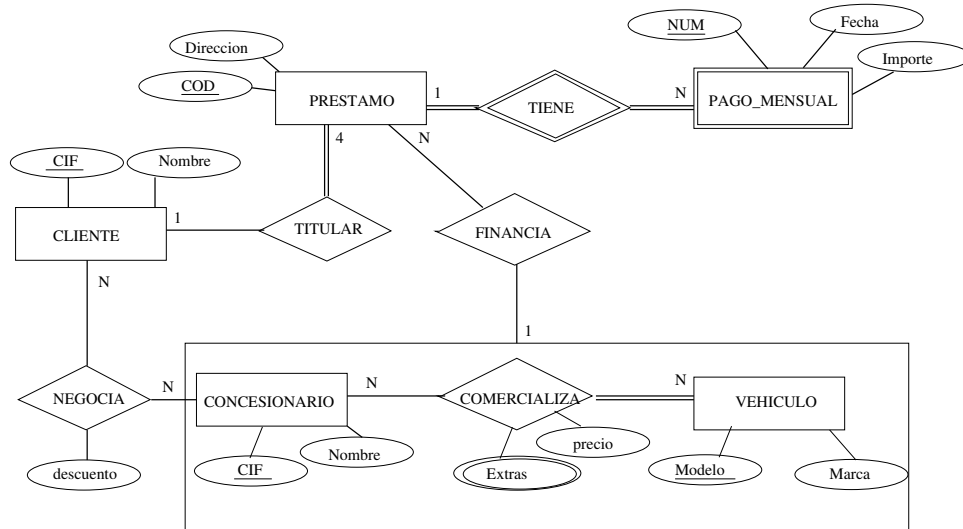 Direccion
COD
PRESTAMO
1
TIENE
N
NUM
Fecha
Importe
PAGO_MENSUAL
4
N
CIF
Nombre
CLIENTE
1
TITULAR
FINANCIA
N
1
NEGOCIA
N
descuento
CONCESIONARIO
N
COMERCIALIZA
N
VEHICULO
CIF
Nombre
Extras
precio
Modelo
Marca